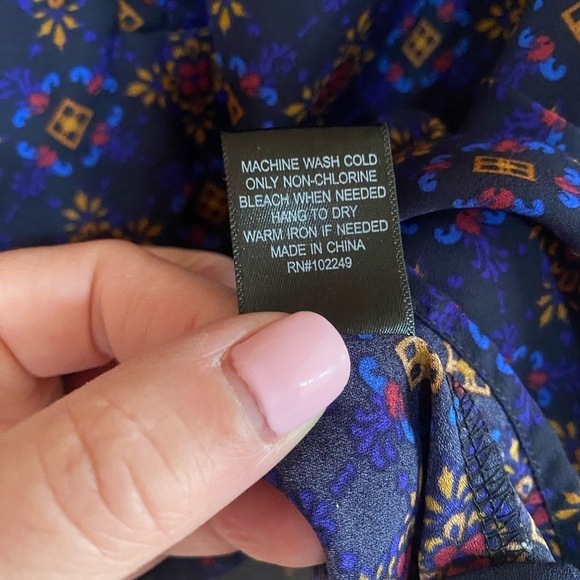 MACHINE WASH COLD
ONLY NON-CHLORINE
BLEACH WHEN NEEDED
HANG TO DRY
WARM IRON IF NEEDED
MADE IN CHINA
RN#102249